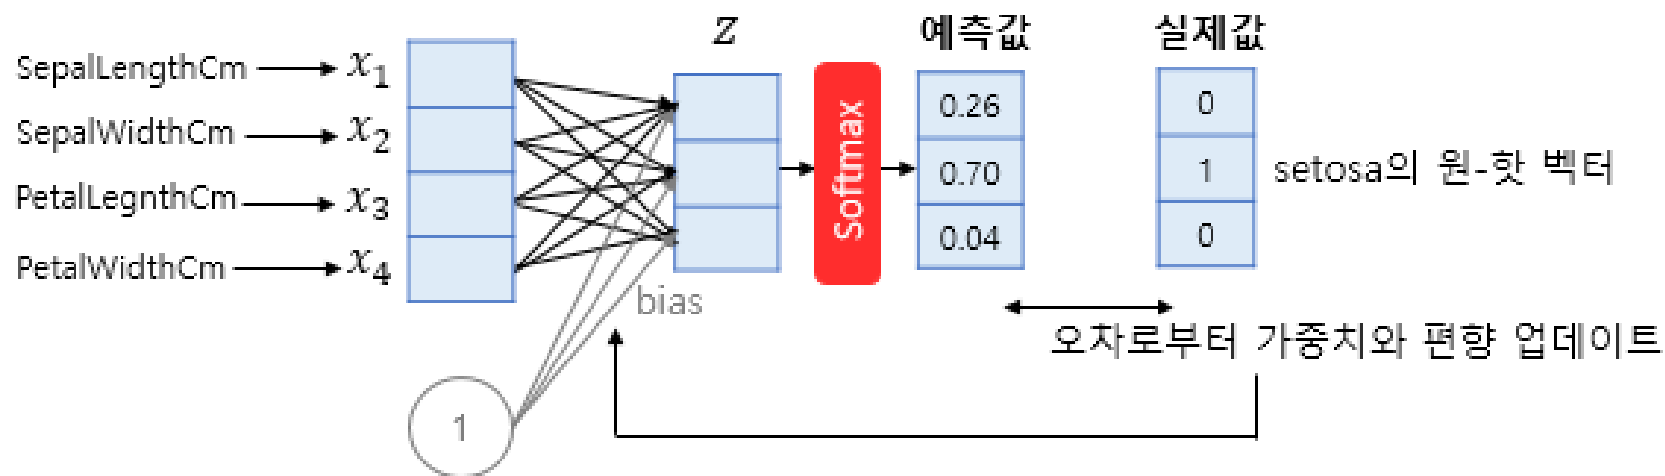 SepalLengthCm
x1
SepalWidthCm
x2
PetalLegnthCm
x3
PetalWidthCm
x4
1
bias
z
Softmax
예측값
0.26
0.70
0.04
실제값
0
1
0
setosa의 원-핫 벡터
오차로부터 가중치와 편향 업데이트